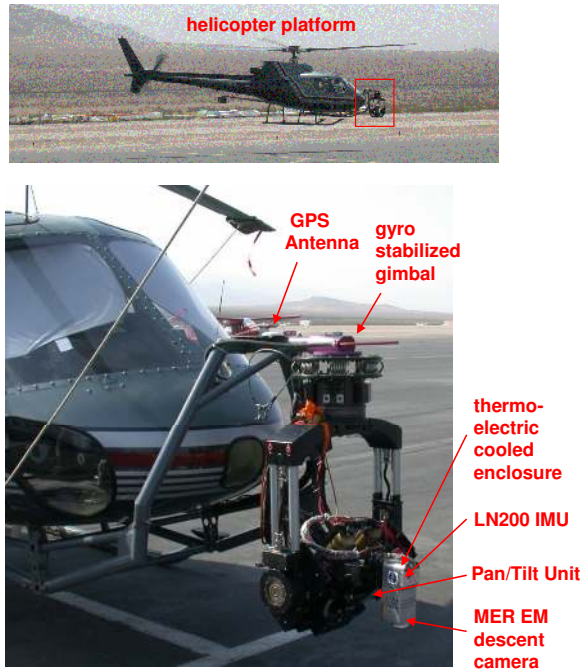 helicopter platform
GPS
Antenna
gyro
stabilized
gimbal
thermo-
electric
cooled
enclosure
LN200 IMU
Pan/Tilt Unit
MER EM
descent
camera